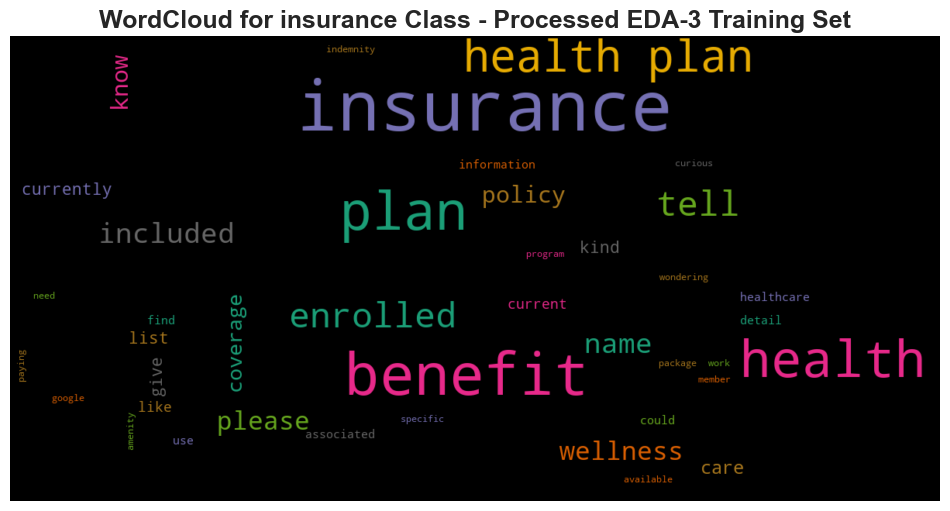 WordCloud for insurance Class - Processed EDA-3 Training Set
indemnity
health plan
know
insurance
information
curious
currently
policy
plan
tell
included
kind
program
wondering
need
healthcare
current
enrolled
find
detail
coverage
list
name
health
benefit
paying
give
package
work
member
google
like
please
specific
could
amenity
associated
use
wellness
care
available